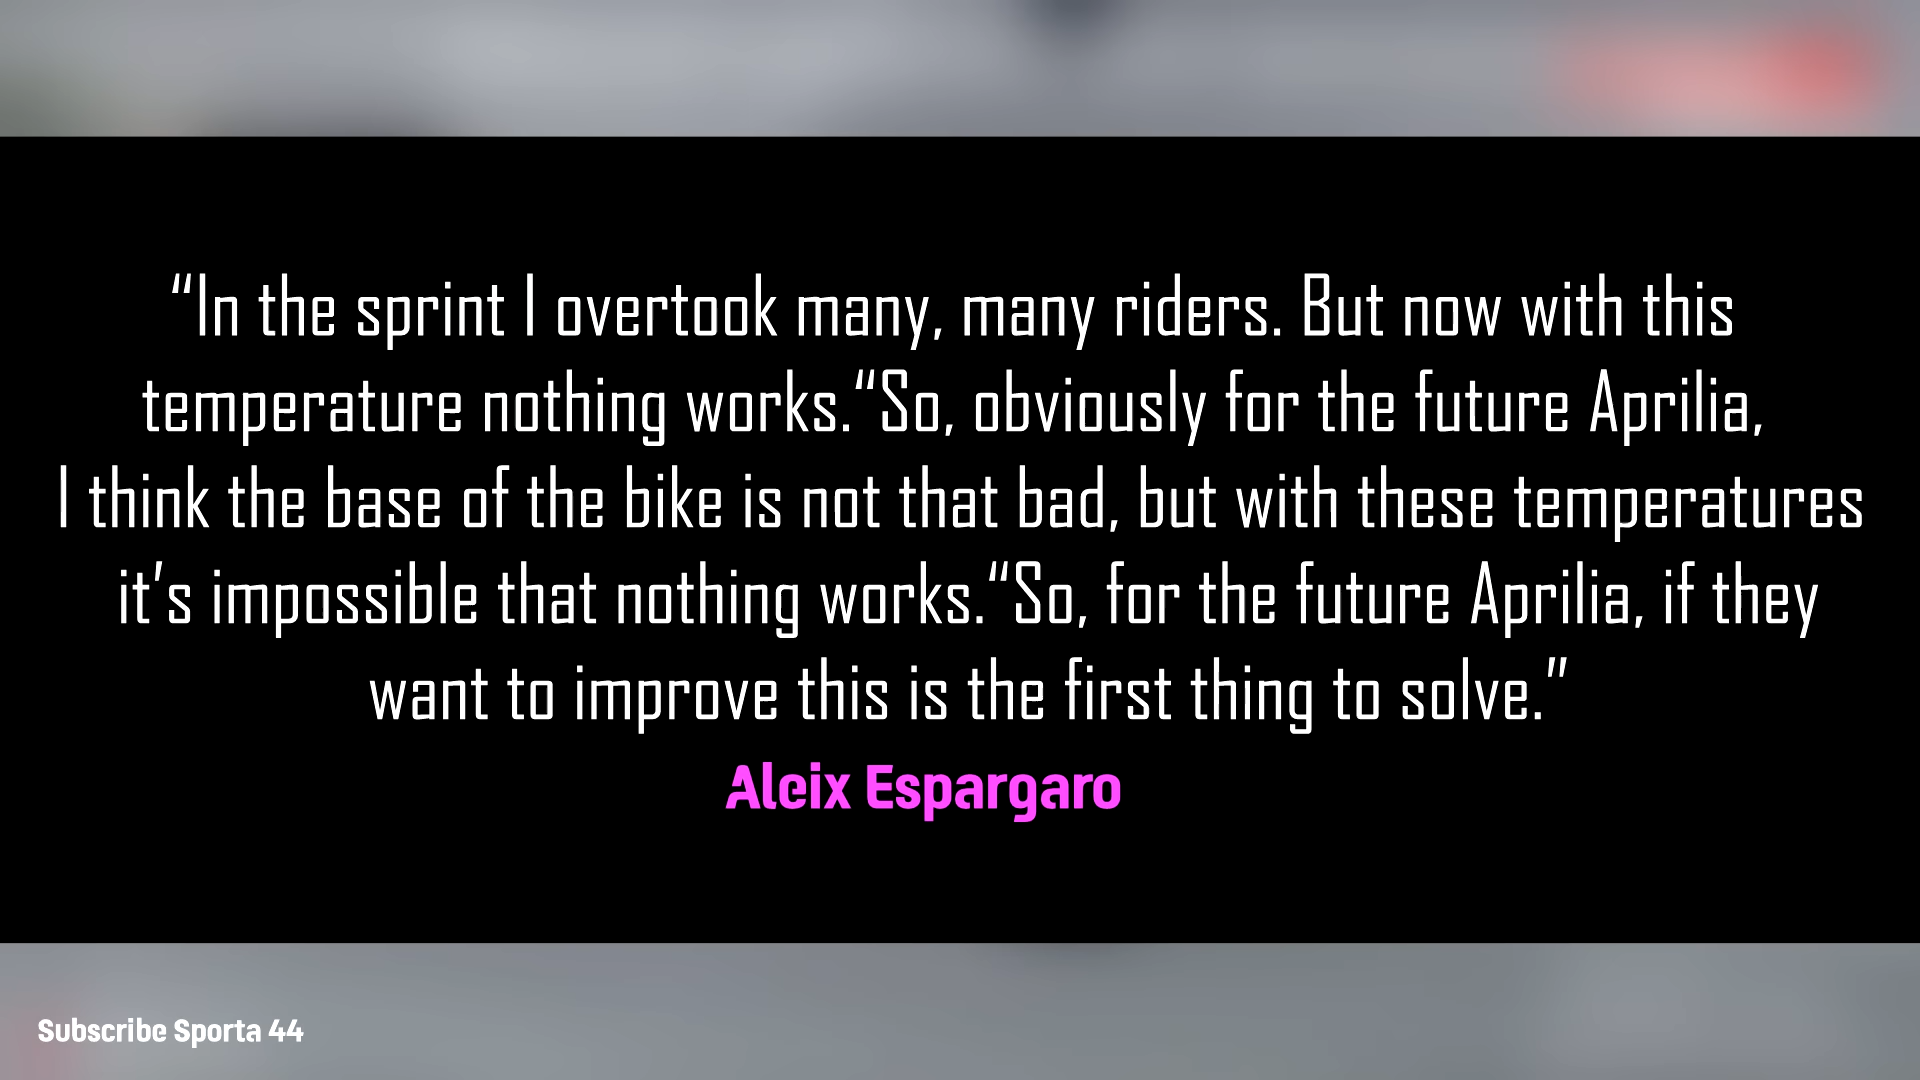 “In the sprint I overtook many, many riders. But now with this
temperature nothing works.“So, obviously for the future Aprilia,
I think the base of the bike is not that bad, but with these temperatures
it’s impossible that nothing works.“So, for the future Aprilia, if they
want to improve this is the first thing to solve.”
Aleix Espargaro
Subscribe Sporta 44